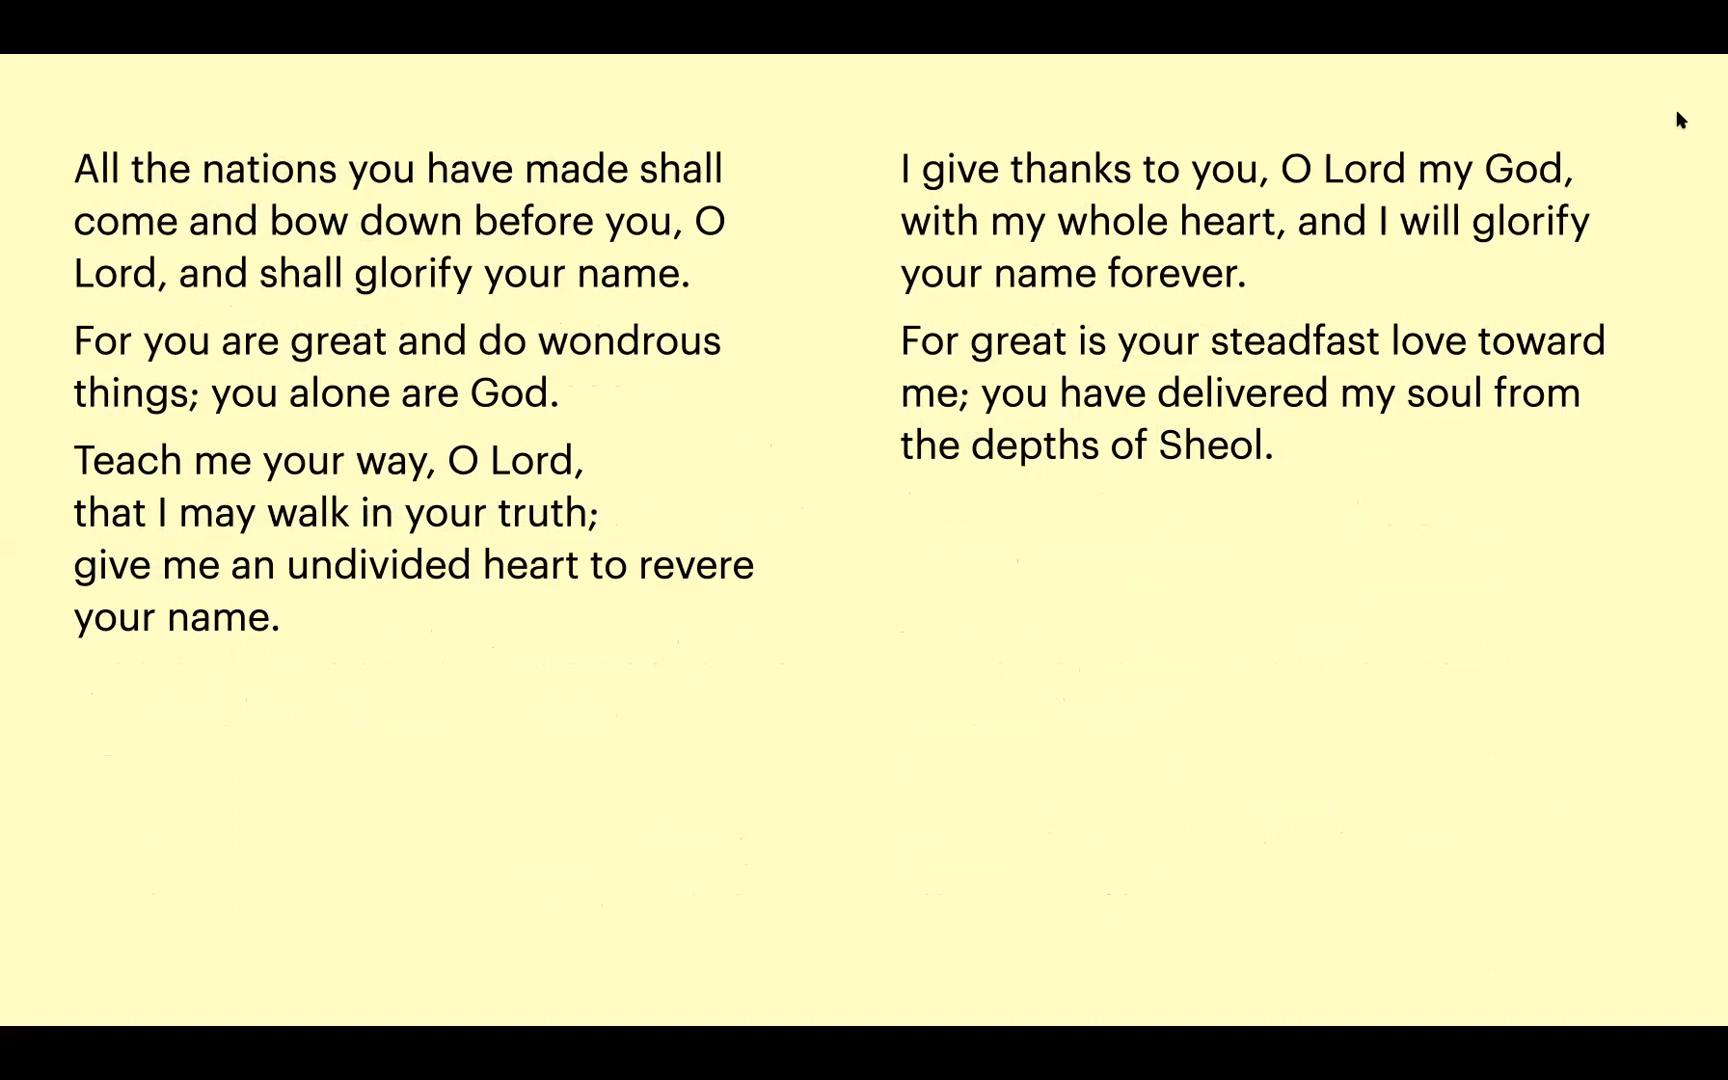 All the nations you have made shall
come and bow down before you, O
Lord, and shall glorify your name.
For you are great and do wondrous
things; you alone are God.
Teach me your way, O Lord,
that I may walk in your truth;
give me an undivided heart to revere
your name.
I give thanks to you, O Lord my God,
with my whole heart, and I will glorify
your name forever.
For great is your steadfast love toward
me; you have delivered my soul from
the depths of Sheol.